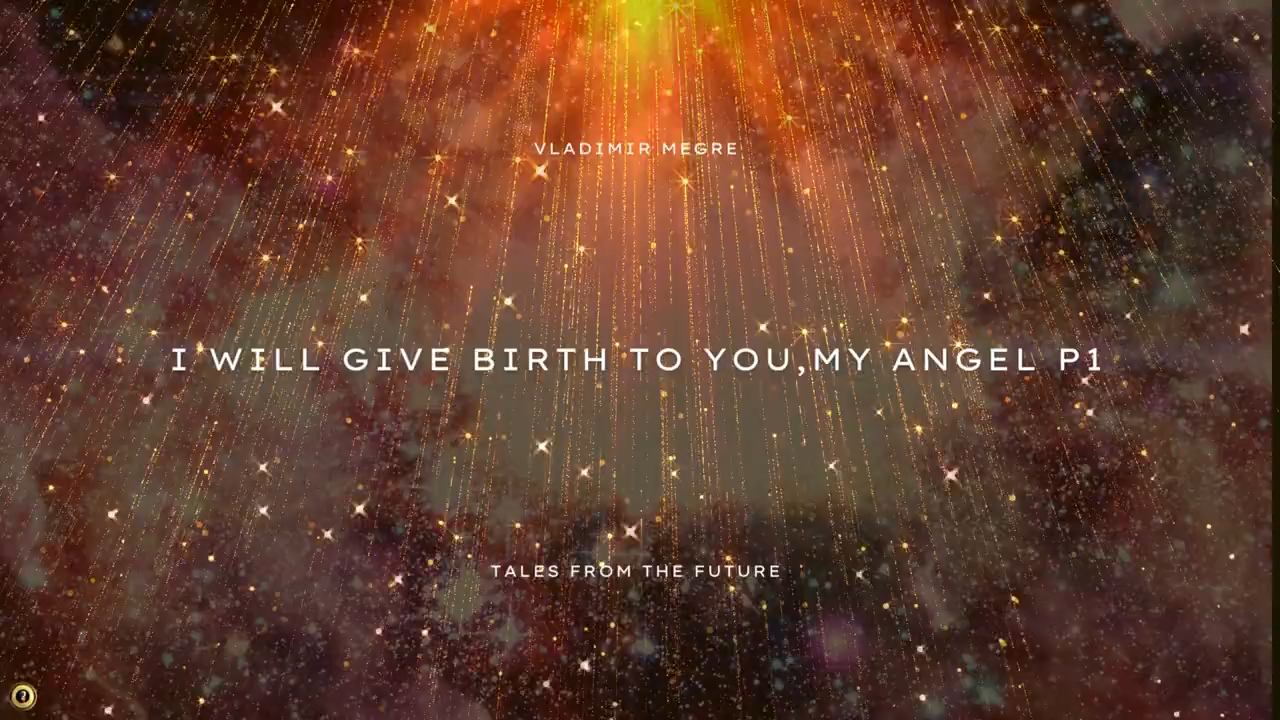 VLADIMIR MEGRE
I WILL GIVE BIRTH TO YOU,MY ANGEL P1
TALES FROM THE FUTURE